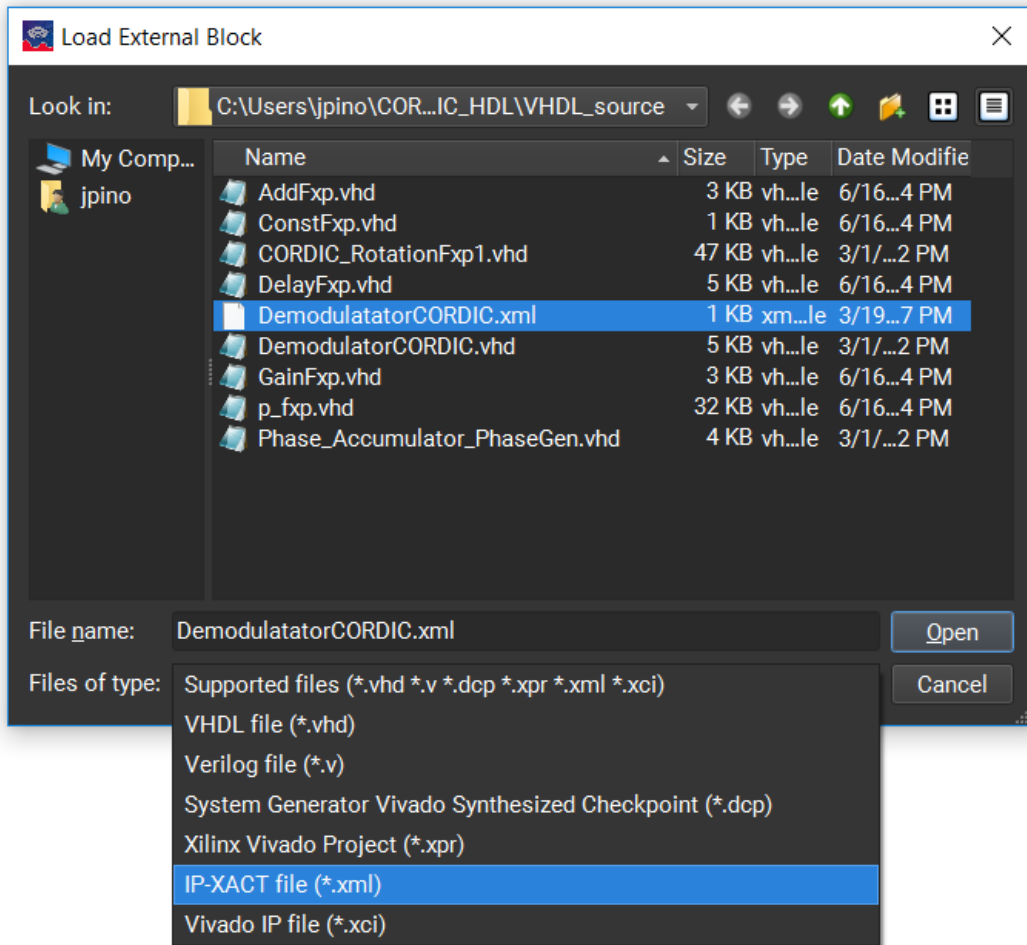 Load External Block
Look in: C:\Users\jpino\COR...IC_HDL\VHDL_source
My Comp...
jpino
Name Size Type Date Modifie
AddFxp.vhd 3 KB vh...le 6/16...4 PM
ConstFxp.vhd 1 KB vh...le 6/16...4 PM
CORDIC_RotationFxp1.vhd 47 KB vh...le 3/1/...2 PM
DelayFxp.vhd 5 KB vh...le 6/16...4 PM
DemodulatatorCORDIC.xml 1 KB xm...le 3/19...7 PM
DemodulatorCORDIC.vhd 5 KB vh...le 3/1/...2 PM
GainFxp.vhd 3 KB vh...le 6/16...4 PM
p_fxp.vhd 32 KB vh...le 6/16...4 PM
Phase_Accumulator_PhaseGen.vhd 4 KB vh...le 3/1/...2 PM
File name: DemodulatatorCORDIC.xml Open
Files of type: Supported files (*.vhd *.v *.dcp *.xpr *.xml *.xci) Cancel
VHDL file (*.vhd)
Verilog file (*.v)
System Generator Vivado Synthesized Checkpoint (*.dcp)
Xilinx Vivado Project (*.xpr)
IP-XACT file (*.xml)
Vivado IP file (*.xci)